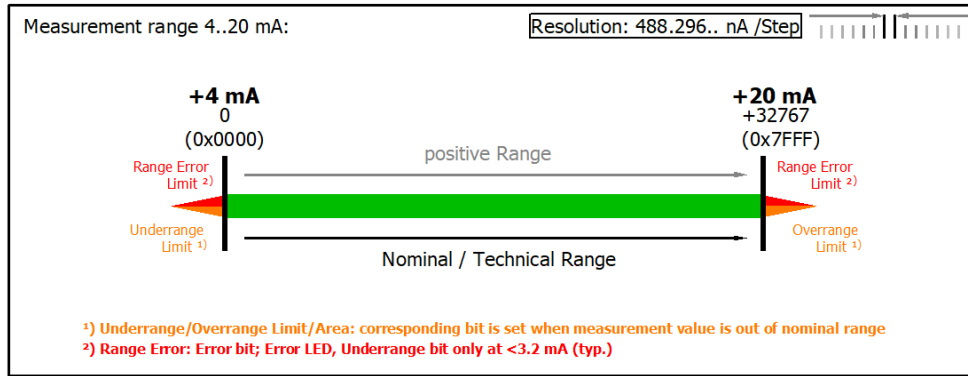 Measurement range 4..20 mA:
Resolution: 488.296.. nA /Step
+4 mA
0
(0x0000)
+20 mA
+32767
(0x7FFF)
positive Range
Range Error
Limit ²)
Range Error
Limit ²)
Underrange
Limit ¹)
Overrange
Limit ¹)
Nominal / Technical Range
¹) Underrange/Overrange Limit/Area: corresponding bit is set when measurement value is out of nominal range
²) Range Error: Error bit; Error LED, Underrange bit only at <3.2 mA (typ.)